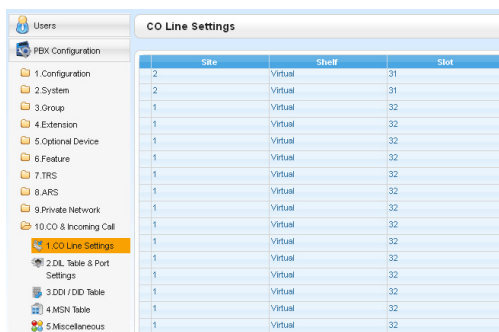 Users
CO Line Settings
PBX Configuration
Site Shelf Slot
1.Configuration
2 Virtual 31
2.System
2 Virtual 31
3.Group
1 Virtual 32
4.Extension
1 Virtual 32
5.Optional Device
1 Virtual 32
6.Feature
1 Virtual 32
7.TRS
1 Virtual 32
8.ARS
1 Virtual 32
9.Private Network
1 Virtual 32
10.CO & Incoming Call
1 Virtual 32
1.CO Line Settings
1 Virtual 32
2.DIL Table & Port
Settings
1 Virtual 32
1 Virtual 32
3.DDI / DID Table
1 Virtual 32
4.MSN Table
1 Virtual 32
5.Miscellaneous
1 Virtual 32